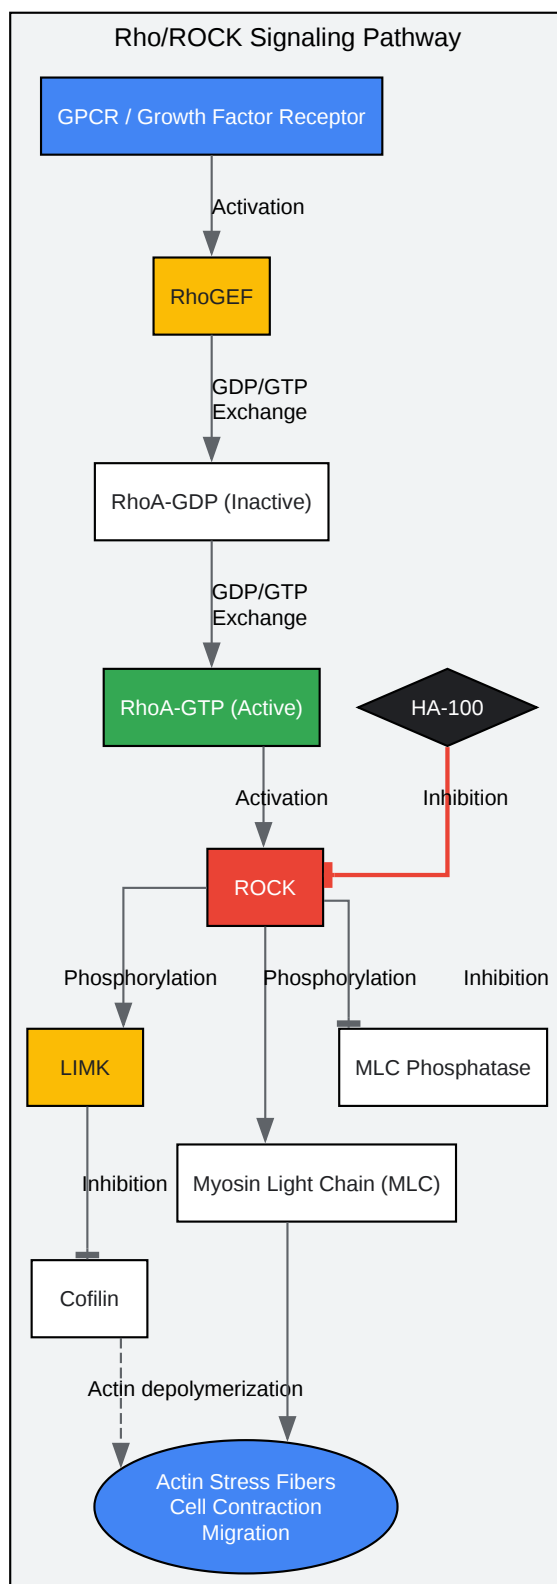 Rho/ROCK Signaling Pathway
GPCR / Growth Factor Receptor
Activation
RhoGEF
GDP/GTP
Exchange
RhoA-GDP (Inactive)
GDP/GTP
Exchange
RhoA-GTP (Active)
HA-100
Activation
Inhibition
ROCK
Phosphorylation
Phosphorylation
Inhibition
LIMK
MLC Phosphatase
Inhibition
Myosin Light Chain (MLC)
Cofilin
Actin depolymerization
Actin Stress Fibers
Cell Contraction
Migration